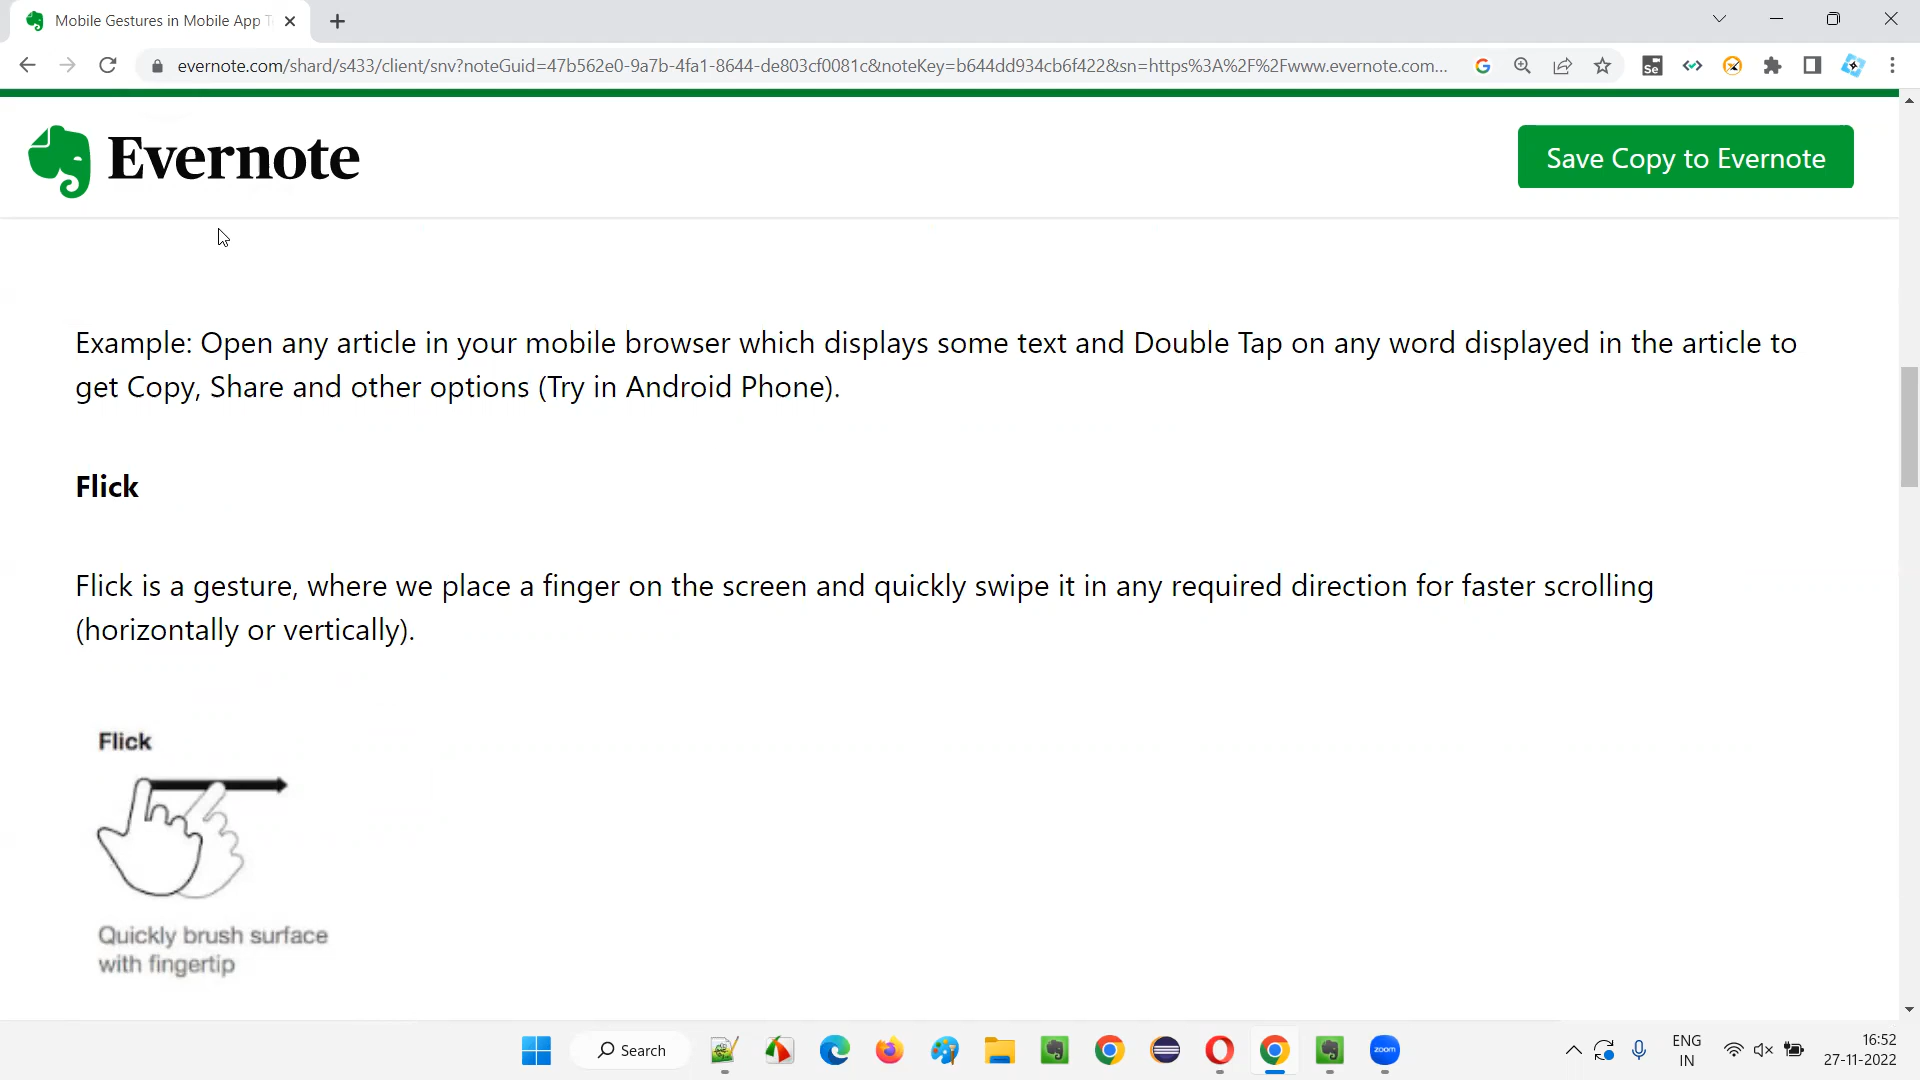 Mobile Gestures in Mobile App T
evernote.com/shard/s433/client/snv?noteGuid=47b562e0-9a7b-4fa1-8644-de803cf0081c&noteKey=b644dd934cb6f422&sn=https%3A%2F%2Fwww.evernote.com...
Se
Evernote
Save Copy to Evernote
Example: Open any article in your mobile browser which displays some text and Double Tap on any word displayed in the article to
get Copy, Share and other options (Try in Android Phone).
Flick
Flick is a gesture, where we place a finger on the screen and quickly swipe it in any required direction for faster scrolling
(horizontally or vertically).
Flick
Quickly brush surface
with fingertip
Search
zoom
ENG
IN
16:52
27-11-2022